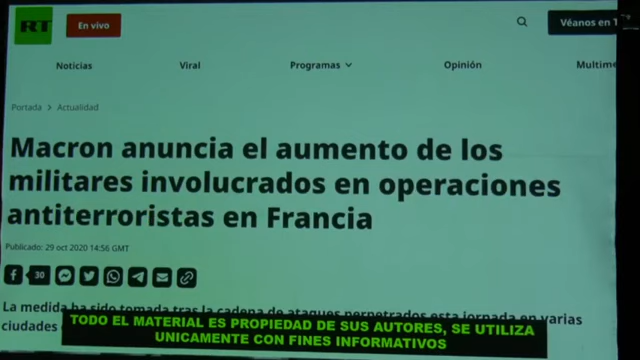 RT
En vivo
Véanos en T
Noticias Viral Programas Opinión Multime
Portada > Actualidad
Macron anuncia el aumento de los
militares involucrados en operaciones
antiterroristas en Francia
Publicado: 29 oct 2020 14:56 GMT
30
La medida ha sido tomada tras la cadena de ataques perpetrados esta jornada en varias
ciudades
TODO EL MATERIAL ES PROPIEDAD DE SUS AUTORES, SE UTILIZA
UNICAMENTE CON FINES INFORMATIVOS